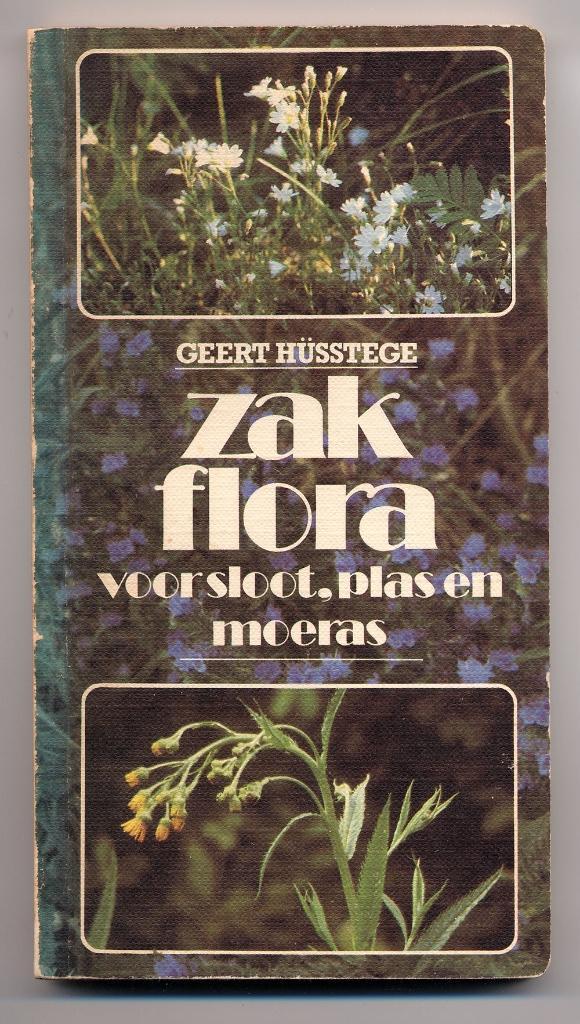 GEERT HÜSSTEGE
zak
flora
voor sloot, plas en
moeras